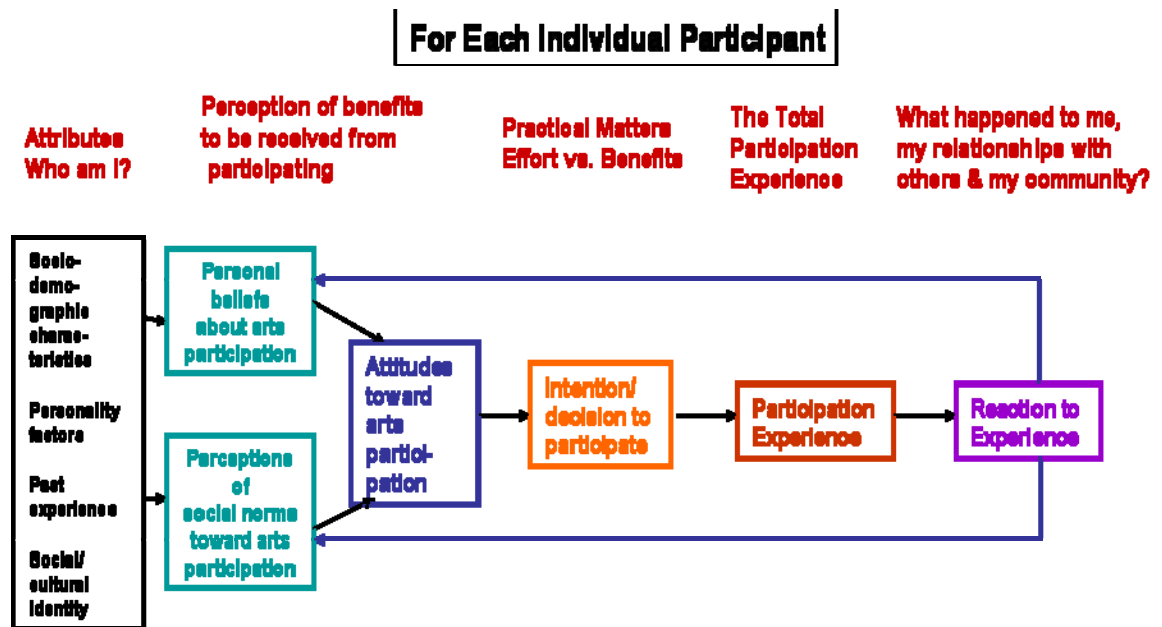 For Each Individual Participant
Attributes
Who am I?
Perception of benefits
to be received from
participating
Practical Matters
Effort vs. Benefits
The Total
Participation
Experience
What happened to me,
my relationships with
others & my community?
Socio-
demo-
graphic
charac-
teristics
Personality
factors
Past
experience
Social/
cultural
identity
Personal
beliefs
about arts
participation
Perceptions
of
social norms
toward arts
participation
Attitudes
toward
arts
particip-
pation
Intention/
decision to
participate
Participation
Experience
Reaction to
Experience